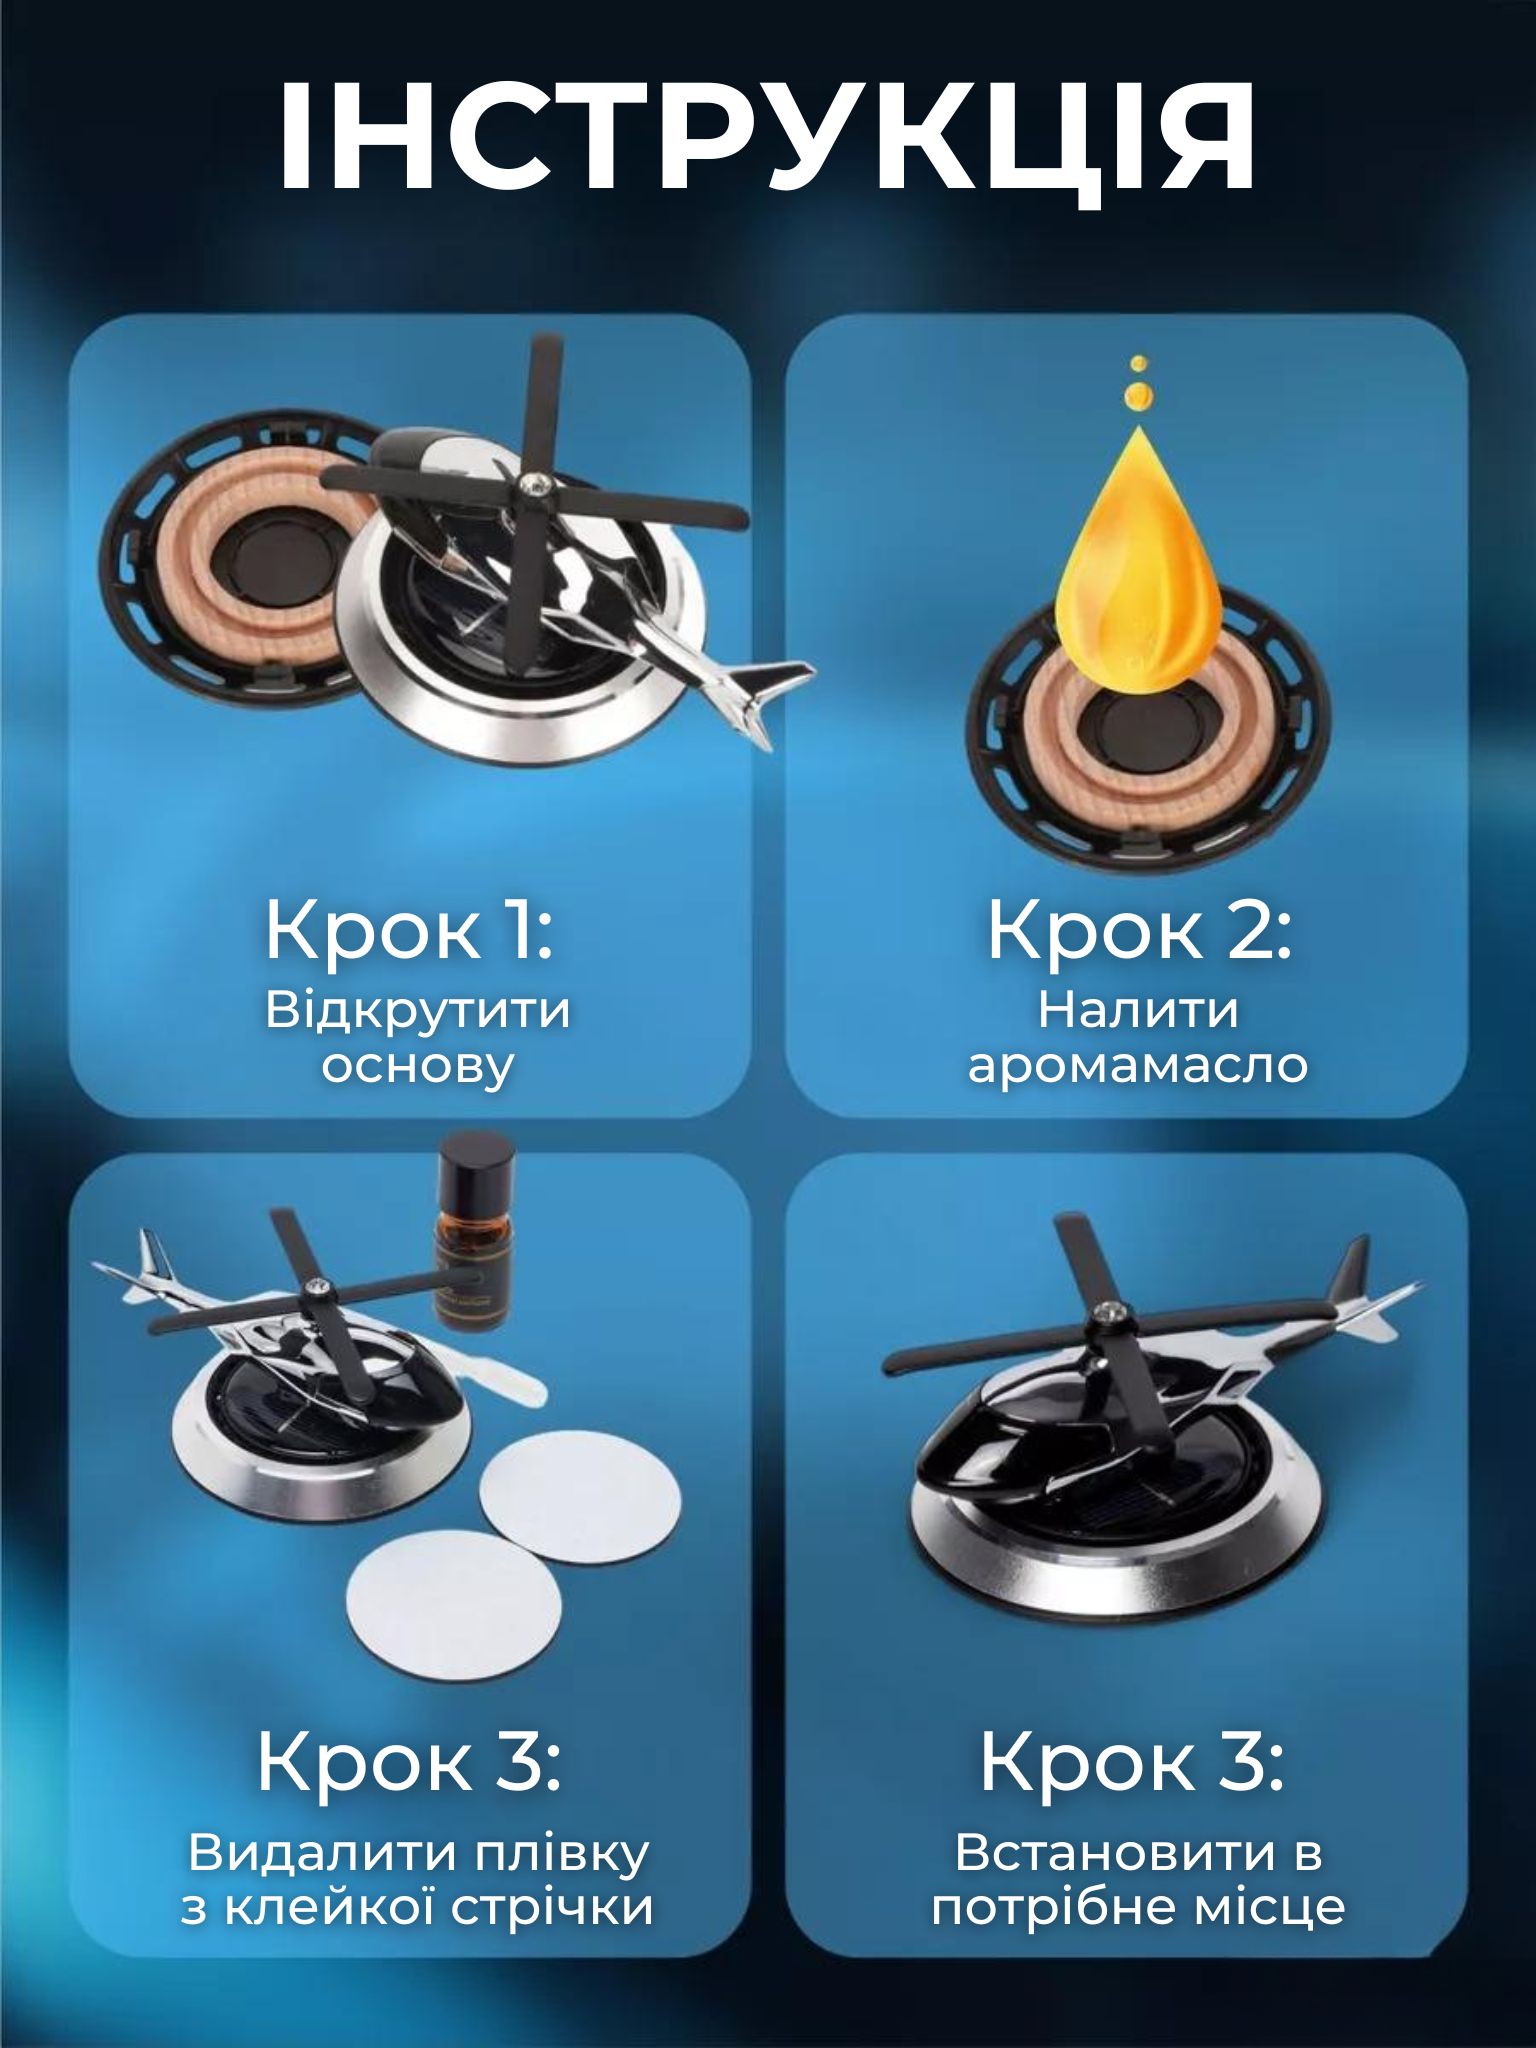 ІНСТРУКЦІЯ
Крок 1:
Відкрутити
основу
Крок 2:
Налити
аромамасло
Крок 3:
Видалити плівку
з клейкої стрічки
Крок 3:
Встановити в
потрібне місце